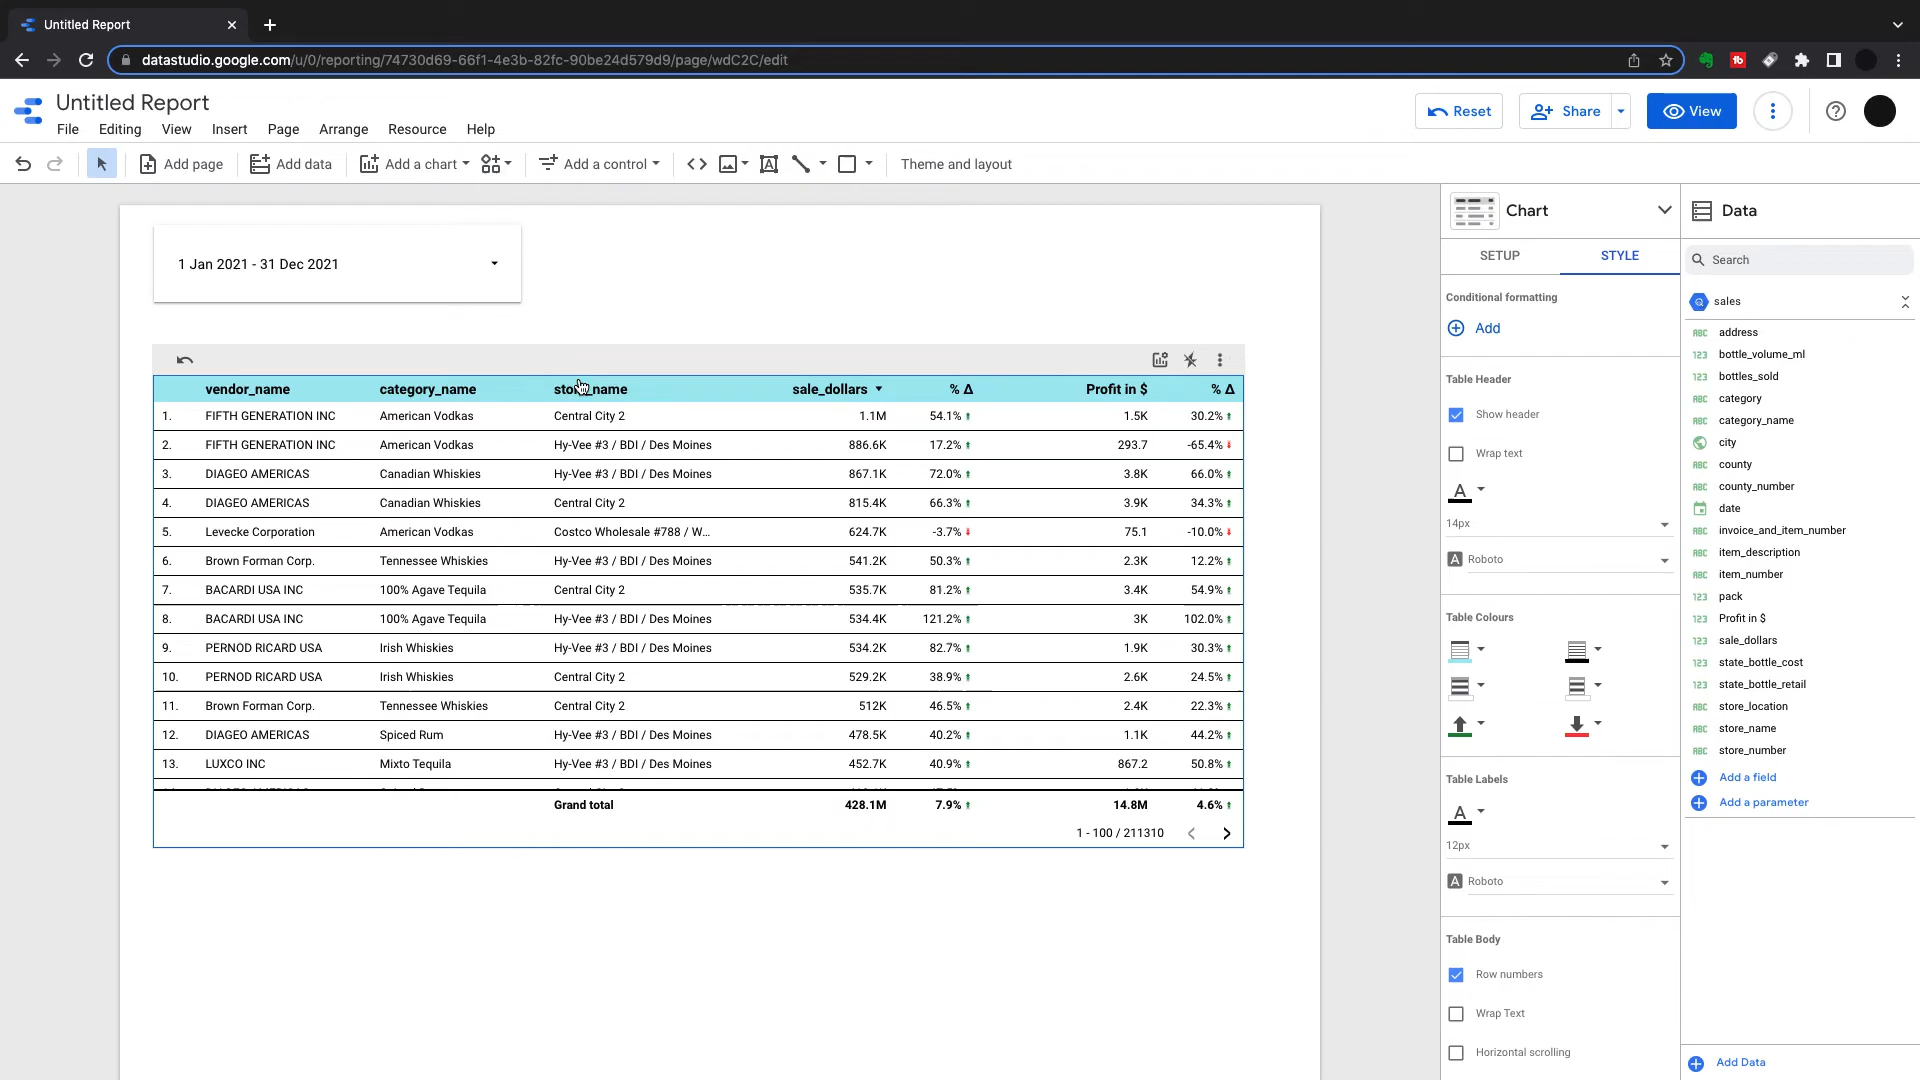 Untitled Report
datastudio.google.com/u/0/reporting/74730d69-66f1-4e3b-82fc-90be24d579d9/page/wdC2C/edit
Untitled Report
File Editing View Insert Page Arrange Resource Help
Reset Share View
Add page Add data Add a chart Add a control Theme and layout
1 Jan 2021 - 31 Dec 2021
vendor_name category_name store_name sale_dollars % Δ Profit in $ % Δ
1. FIFTH GENERATION INC American Vodkas Central City 2 1.1M 54.1% 1.5K 30.2%
2. FIFTH GENERATION INC American Vodkas Hy-Vee #3 / BDI / Des Moines 886.6K 17.2% 293.7 -65.4%
3. DIAGEO AMERICAS Canadian Whiskies Hy-Vee #3 / BDI / Des Moines 867.1K 72.0% 3.8K 66.0%
4. DIAGEO AMERICAS Canadian Whiskies Central City 2 815.4K 66.3% 3.9K 34.3%
5. Levecke Corporation American Vodkas Costco Wholesale #788 / W... 624.7K -3.7% 75.1 -10.0%
6. Brown Forman Corp. Tennessee Whiskies Hy-Vee #3 / BDI / Des Moines 541.2K 50.3% 2.3K 12.2%
7. BACARDI USA INC 100% Agave Tequila Central City 2 535.7K 81.2% 3.4K 54.9%
8. BACARDI USA INC 100% Agave Tequila Hy-Vee #3 / BDI / Des Moines 534.4K 121.2% 3K 102.0%
9. PERNOD RICARD USA Irish Whiskies Hy-Vee #3 / BDI / Des Moines 534.2K 82.7% 1.9K 30.3%
10. PERNOD RICARD USA Irish Whiskies Central City 2 529.2K 38.9% 2.6K 24.5%
11. Brown Forman Corp. Tennessee Whiskies Central City 2 512K 46.5% 2.4K 22.3%
12. DIAGEO AMERICAS Spiced Rum Hy-Vee #3 / BDI / Des Moines 478.5K 40.2% 1.1K 44.2%
13. LUXCO INC Mixto Tequila Hy-Vee #3 / BDI / Des Moines 452.7K 40.9% 867.2 50.8%
Grand total 428.1M 7.9% 14.8M 4.6%
1 - 100 / 211310
Chart
SETUP STYLE
Conditional formatting
Add
Table Header
Show header
Wrap text
A
14px
A Roboto
Table Colours
Table Labels
A
12px
A Roboto
Table Body
Row numbers
Wrap Text
Horizontal scrolling
Data
Search
sales
ABC address
123 bottle_volume_ml
123 bottles_sold
ABC category
ABC category_name
city
ABC county
ABC county_number
date
ABC invoice_and_item_number
ABC item_description
ABC item_number
123 pack
123 Profit in $
123 sale_dollars
123 state_bottle_cost
123 state_bottle_retail
ABC store_location
ABC store_name
ABC store_number
Add a field
Add a parameter
Add Data